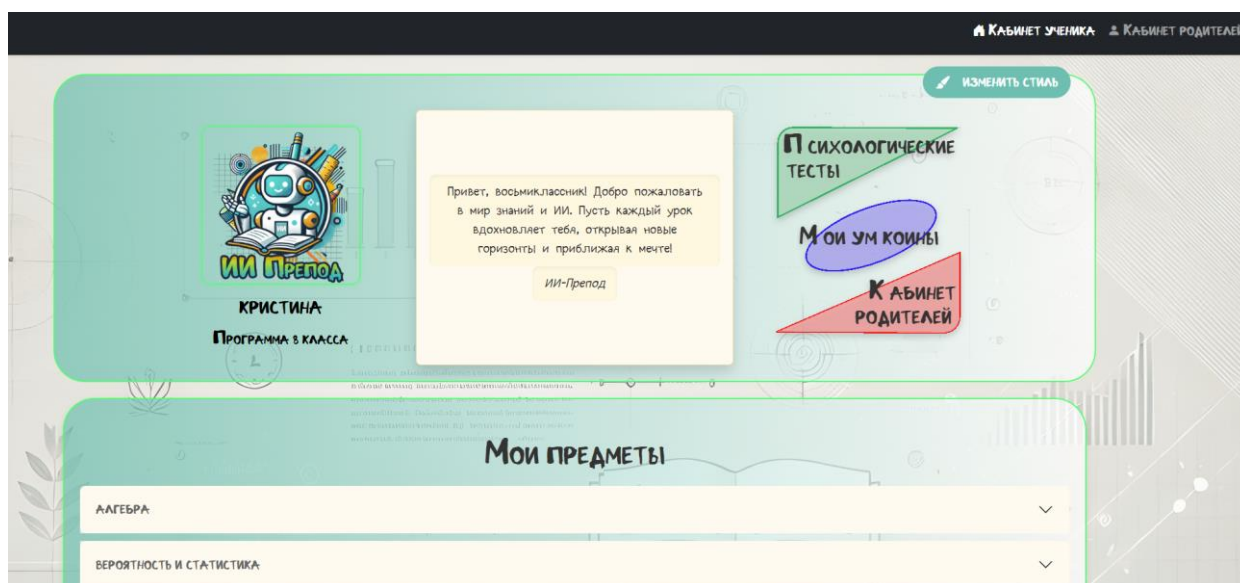 Кабинет ученика Кабинет родителей
изменить стиль
ИИ Препод
Кристина
Программа 8 класса
Привет, восьмиклассник! Добро пожаловать
в мир знаний и ИИ. Пусть каждый урок
вдохновляет тебя, открывая новые
горизонты и приближая к мечте!
ИИ-Препод
Психологические
тесты
Мои ум коины
Кабинет
родителей
Мои предметы
Алгебра
Вероятность и статистика